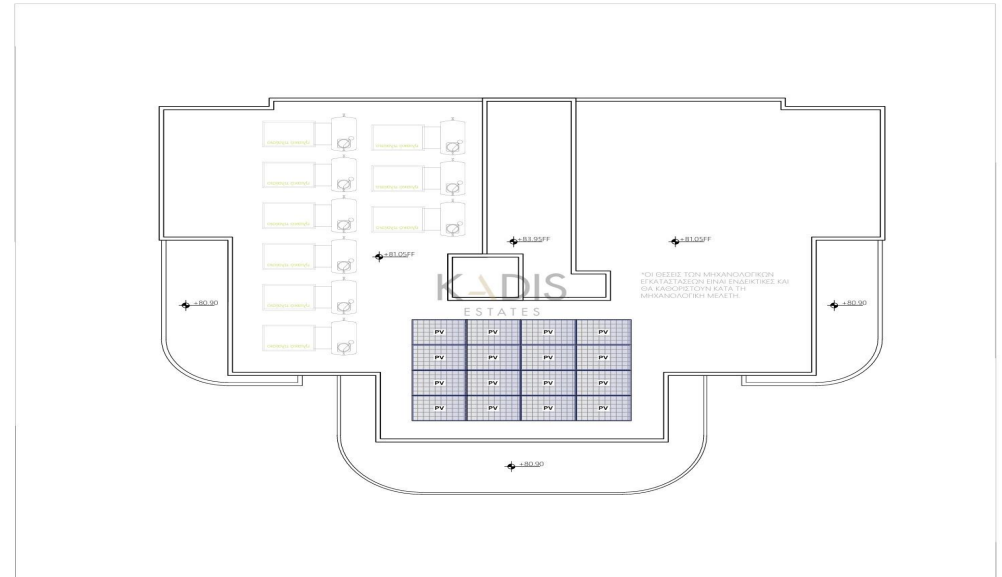 +83.95FF
+81.05FF
+81.05FF
*ΟΙ ΘΕΣΕΙΣ ΤΩΝ ΜΗΧΑΝΟΛΟΓΙΚΩΝ
ΕΓΚΑΤΑΣΤΑΣΕΩΝ ΕΙΝΑΙ ΕΝΔΕΙΚΤΙΚΕΣ ΚΑΙ
ΘΑ ΚΑΘΟΡΙΣΤΟΥΝ ΚΑΤΑ ΤΗ
ΜΗΧΑΝΟΛΟΓΙΚΗ ΜΕΛΕΤΗ.
KADIS
ESTATES
+80.90
+80.90
PV PV PV PV
PV PV PV PV
PV PV PV PV
PV PV PV PV
+80.90